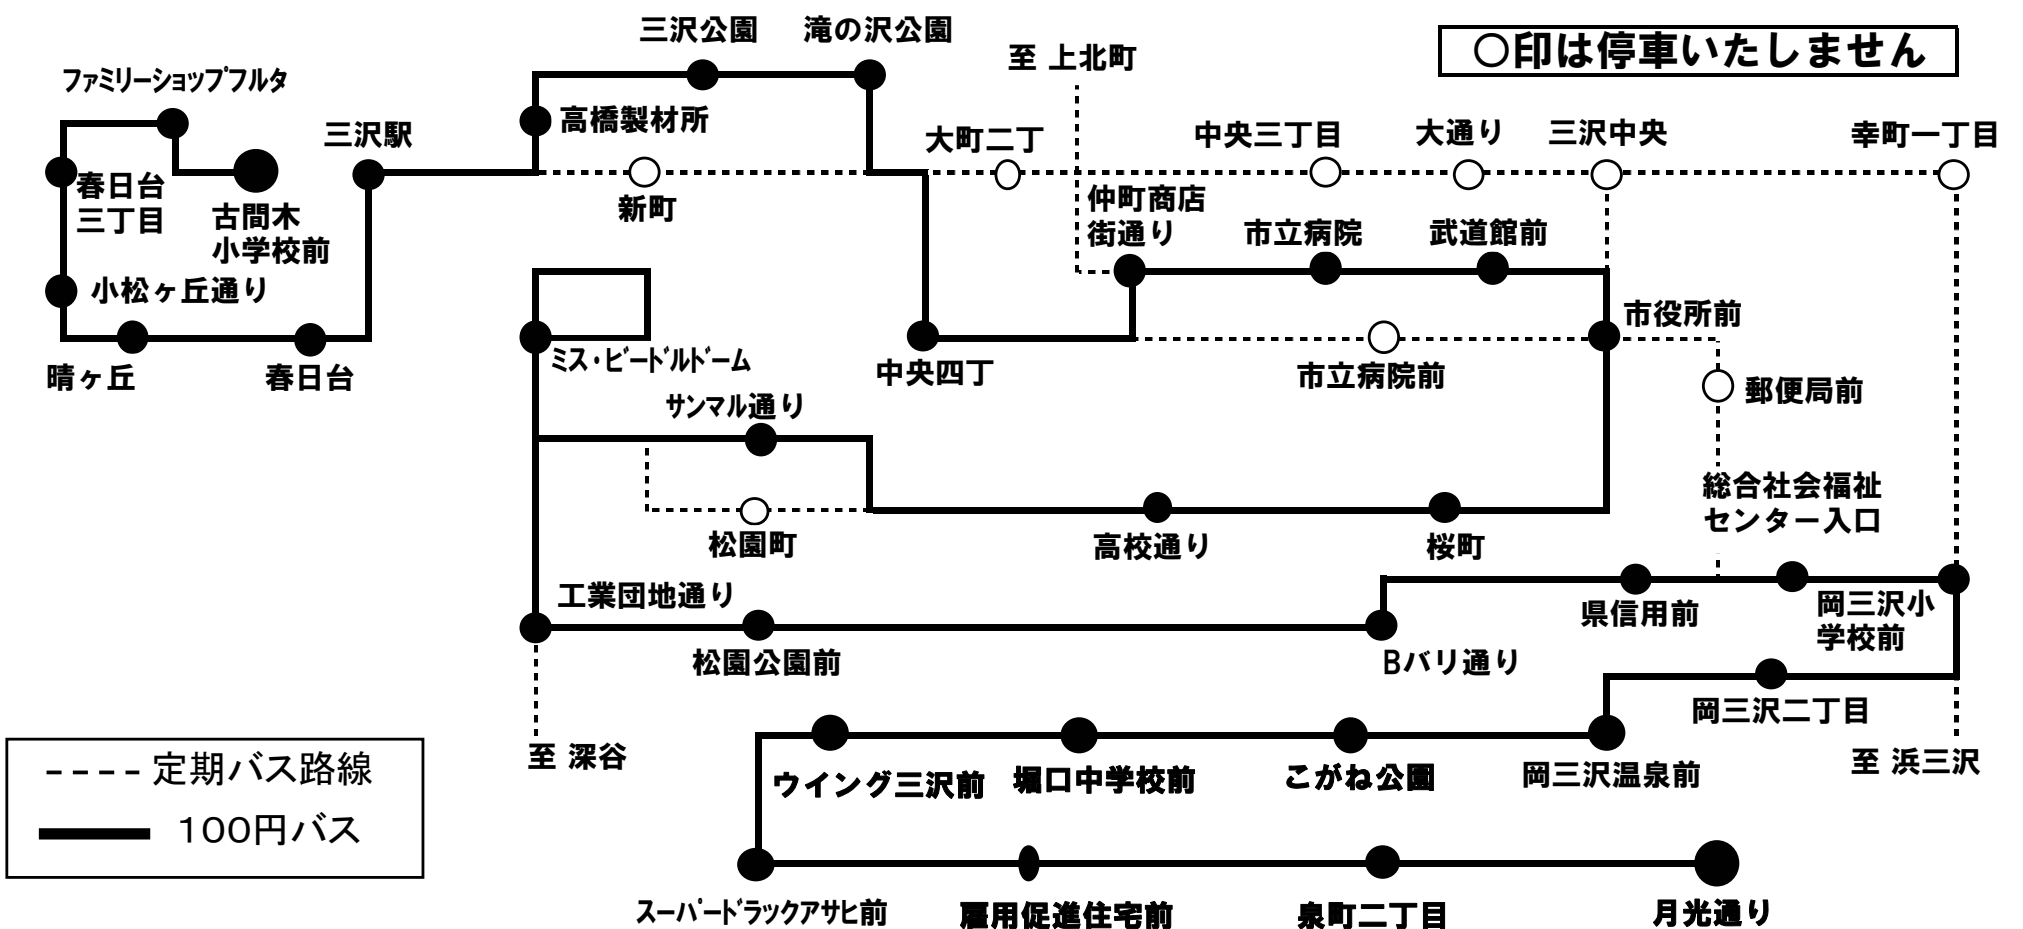 三沢公園
滝の沢公園
至 上北町
○印は停車いたしません
ファミリーショップフルタ
三沢駅
高橋製材所
大町二丁
中央三丁目
大通り
三沢中央
幸町一丁目
春日台
三丁目
古間木
小学校前
新町
仲町商店
街通り
市立病院
武道館前
小松ヶ丘通り
市役所前
晴ヶ丘
春日台
ミス・ビードルドーム
中央四丁
市立病院前
郵便局前
サンマル通り
総合社会福祉
センター入口
松園町
高校通り
桜町
工業団地通り
県信用前
岡三沢小
学校前
松園公園前
Bバリ通り
岡三沢二丁目
至 深谷
至 浜三沢
ウイング三沢前
堀口中学校前
こがね公園
岡三沢温泉前
定期バス路線
100円バス
スーパードラックアサヒ前
雇用促進住宅前
泉町二丁目
月光通り